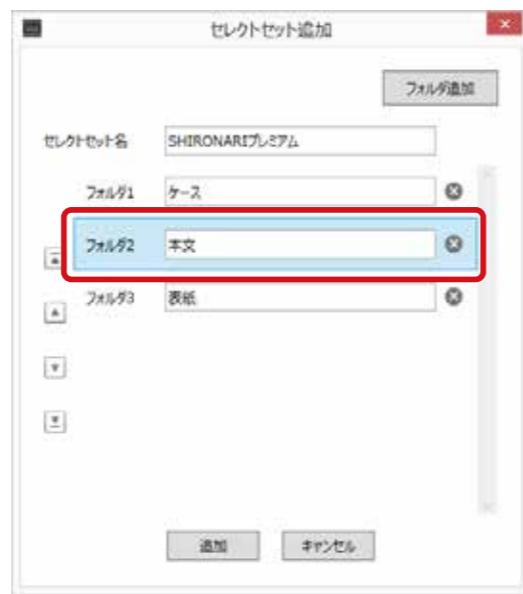 セレクトセット追加
フォルダ追加
セレクトセット名 SHIRONARIプレミアム
フォルダ1 ケース
フォルダ2 本文
フォルダ3 表紙
追加 キャンセル